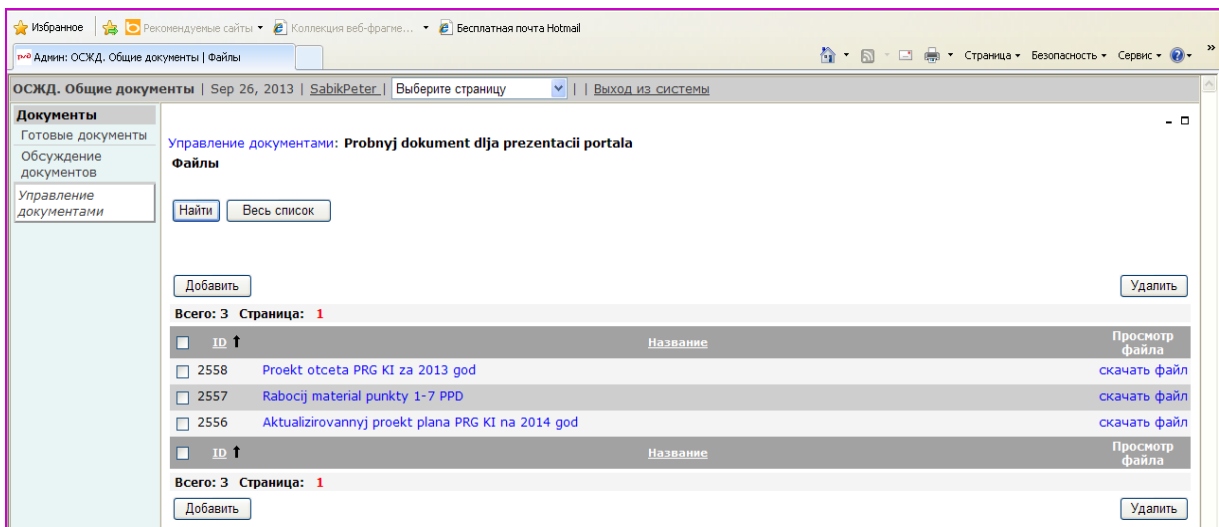 Избранное Рекомендуемые сайты Коллекция веб-фрагме... Бесплатная почта Hotmail
Админ: ОСЖД. Общие документы | Файлы Страница Безопасность Сервис »
ОСЖД. Общие документы | Sep 26, 2013 | SabikPeter | Выберите страницу | | Выход из системы
Документы
Готовые документы
Обсуждение
документов
Управление
документами
Управление документами: Probnyj dokument dlja prezentacii portala
Файлы
Найти Весь список
Добавить Удалить
Всего: 3 Страница: 1
ID ↑ Название Просмотр
файла
2558 Proekt otceta PRG KI za 2013 god скачать файл
2557 Rabocij material punkty 1-7 PPD скачать файл
2556 Aktualizirovannyj proekt plana PRG KI na 2014 god скачать файл
ID ↑ Название Просмотр
файла
Всего: 3 Страница: 1
Добавить Удалить